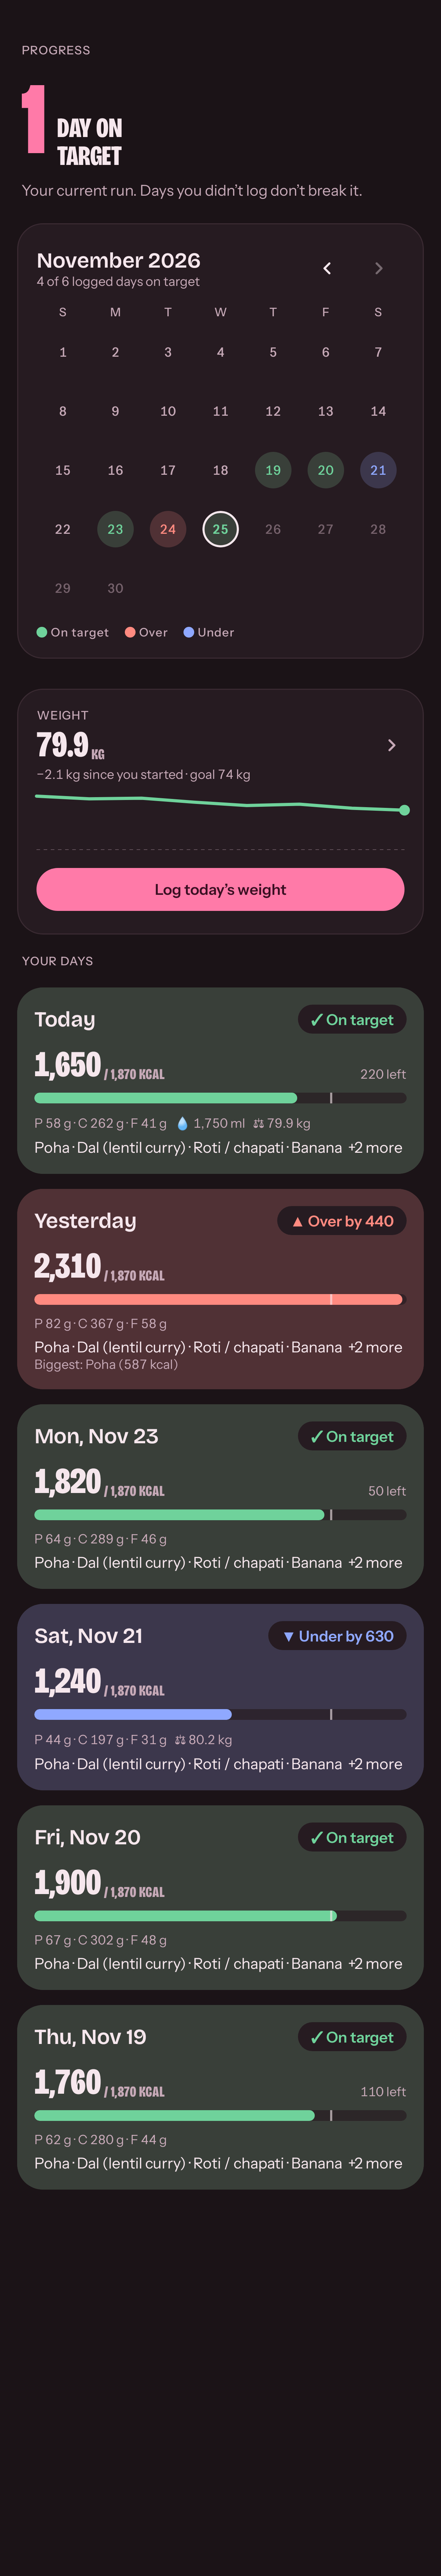 PROGRESS
1 DAY ON
TARGET
Your current run. Days you didn’t log don’t break it.
November 2026
4 of 6 logged days on target
S M T W T F S
1 2 3 4 5 6 7
8 9 10 11 12 13 14
15 16 17 18 19 20 21
22 23 24 25 26 27 28
29 30
On target Over Under
WEIGHT
79.9 KG
−2.1 kg since you started · goal 74 kg
Log today’s weight
YOUR DAYS
Today ✓ On target
1,650 / 1,870 KCAL 220 left
P 58 g · C 262 g · F 41 g 💧 1,750 ml ⚖ 79.9 kg
Poha · Dal (lentil curry) · Roti / chapati · Banana +2 more
Yesterday ▲ Over by 440
2,310 / 1,870 KCAL
P 82 g · C 367 g · F 58 g
Poha · Dal (lentil curry) · Roti / chapati · Banana +2 more
Biggest: Poha (587 kcal)
Mon, Nov 23 ✓ On target
1,820 / 1,870 KCAL 50 left
P 64 g · C 289 g · F 46 g
Poha · Dal (lentil curry) · Roti / chapati · Banana +2 more
Sat, Nov 21 ▼ Under by 630
1,240 / 1,870 KCAL
P 44 g · C 197 g · F 31 g ⚖ 80.2 kg
Poha · Dal (lentil curry) · Roti / chapati · Banana +2 more
Fri, Nov 20 ✓ On target
1,900 / 1,870 KCAL
P 67 g · C 302 g · F 48 g
Poha · Dal (lentil curry) · Roti / chapati · Banana +2 more
Thu, Nov 19 ✓ On target
1,760 / 1,870 KCAL 110 left
P 62 g · C 280 g · F 44 g
Poha · Dal (lentil curry) · Roti / chapati · Banana +2 more